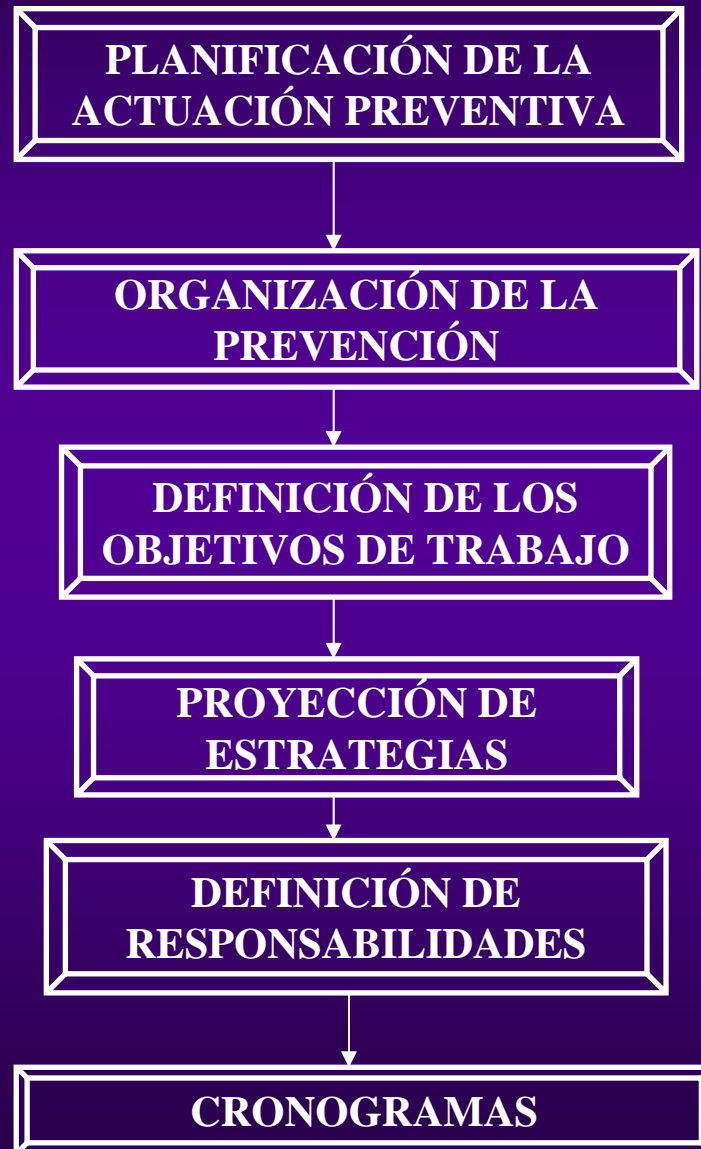 PLANIFICACIÓN DE LA
ACTUACIÓN PREVENTIVA
ORGANIZACIÓN DE LA
PREVENCIÓN
DEFINICIÓN DE LOS
OBJETIVOS DE TRABAJO
PROYECCIÓN DE
ESTRATEGIAS
DEFINICIÓN DE
RESPONSABILIDADES
CRONOGRAMAS